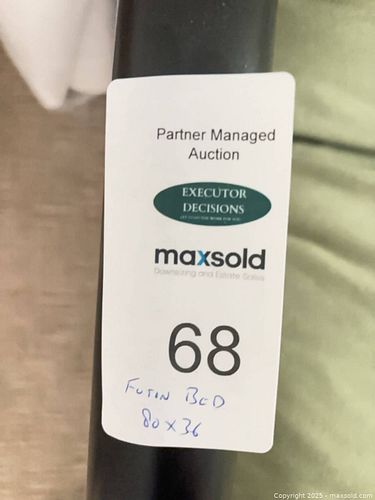 Partner Managed
Auction
EXECUTOR
DECISIONS
maxsold
Downsizing and Estate Sales
68
FUTON BED
80 x 36
Copyright © 2025 - maxsold.com